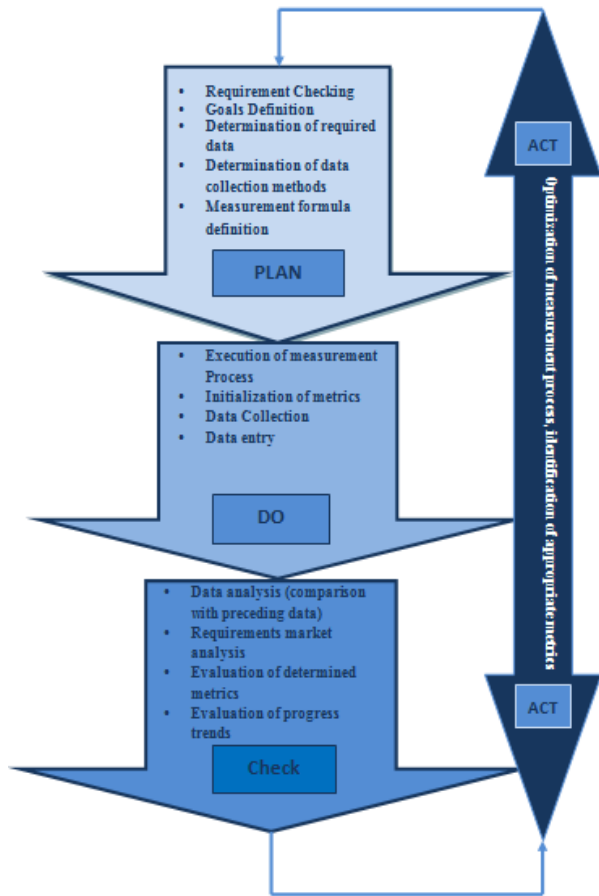 • Requirement Checking
• Goals Definition
• Determination of required
data
• Determination of data
collection methods
• Measurement formula
definition
PLAN
• Execution of measurement
Process
• Initialization of metrics
• Data Collection
• Data entry
DO
• Data analysis (comparison
with preceding data)
• Requirements market
analysis
• Evaluation of determined
metrics
• Evaluation of progress
trends
Check
ACT
Optimization of measurement process, identification of appropriate metrics
ACT